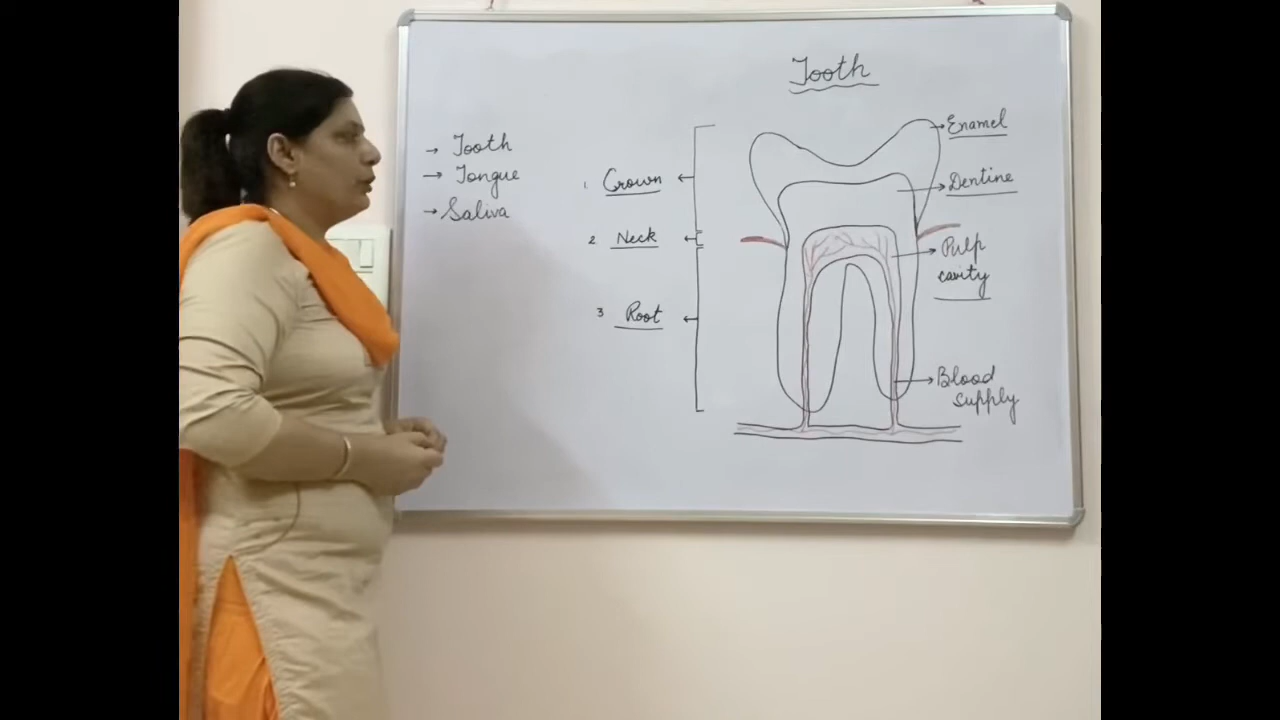 Tooth
→ Tooth
→ Tongue
→ Saliva
1. Crown
2 Neck
3 Root
Enamel
Dentine
Pulp
cavity
Blood
supply